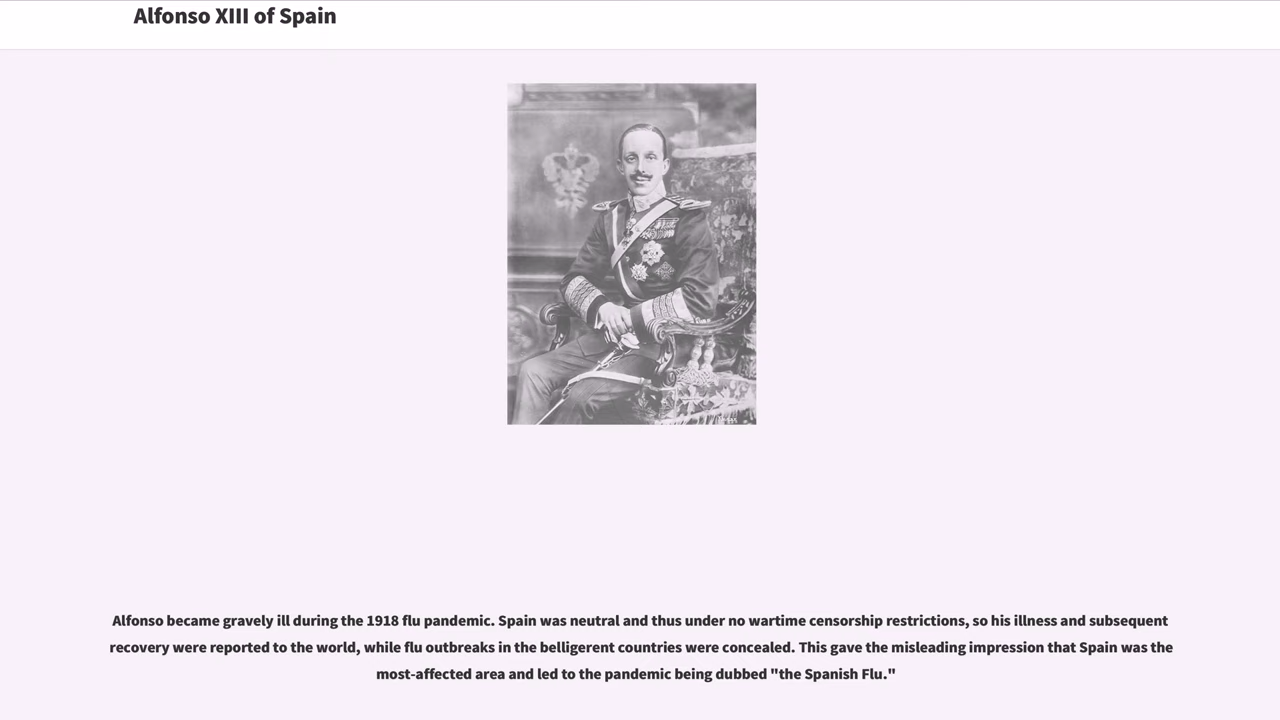 Alfonso XIII of Spain
Alfonso became gravely ill during the 1918 flu pandemic. Spain was neutral and thus under no wartime censorship restrictions, so his illness and subsequent
recovery were reported to the world, while flu outbreaks in the belligerent countries were concealed. This gave the misleading impression that Spain was the
most-affected area and led to the pandemic being dubbed "the Spanish Flu."